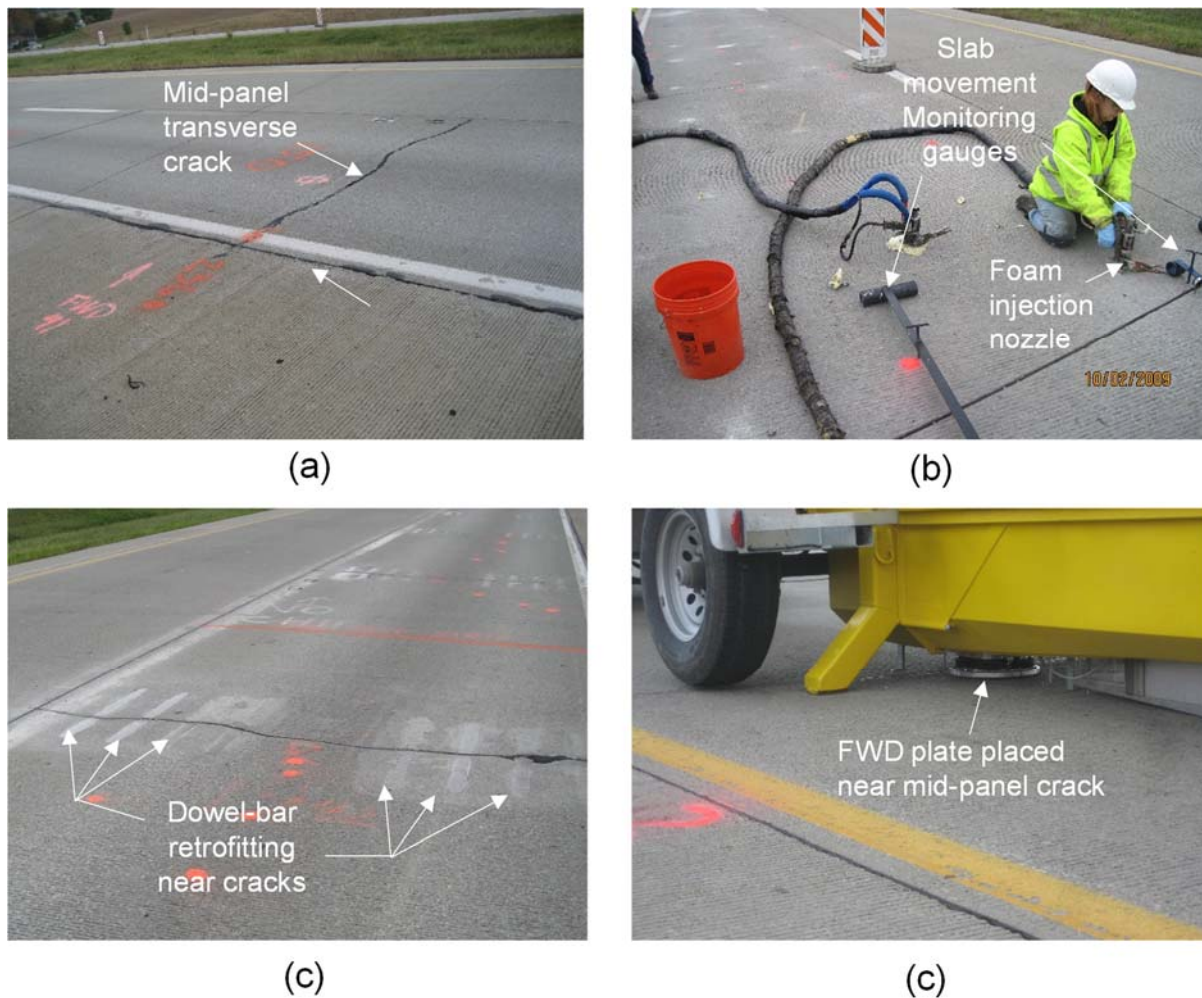 Mid-panel
transverse
crack
FWD
(a)
Slab
movement
Monitoring
gauges
Foam
injection
nozzle
10/02/2009
(b)
Dowel-bar
retrofitting
near cracks
(c)
FWD plate placed
near mid-panel crack
(c)